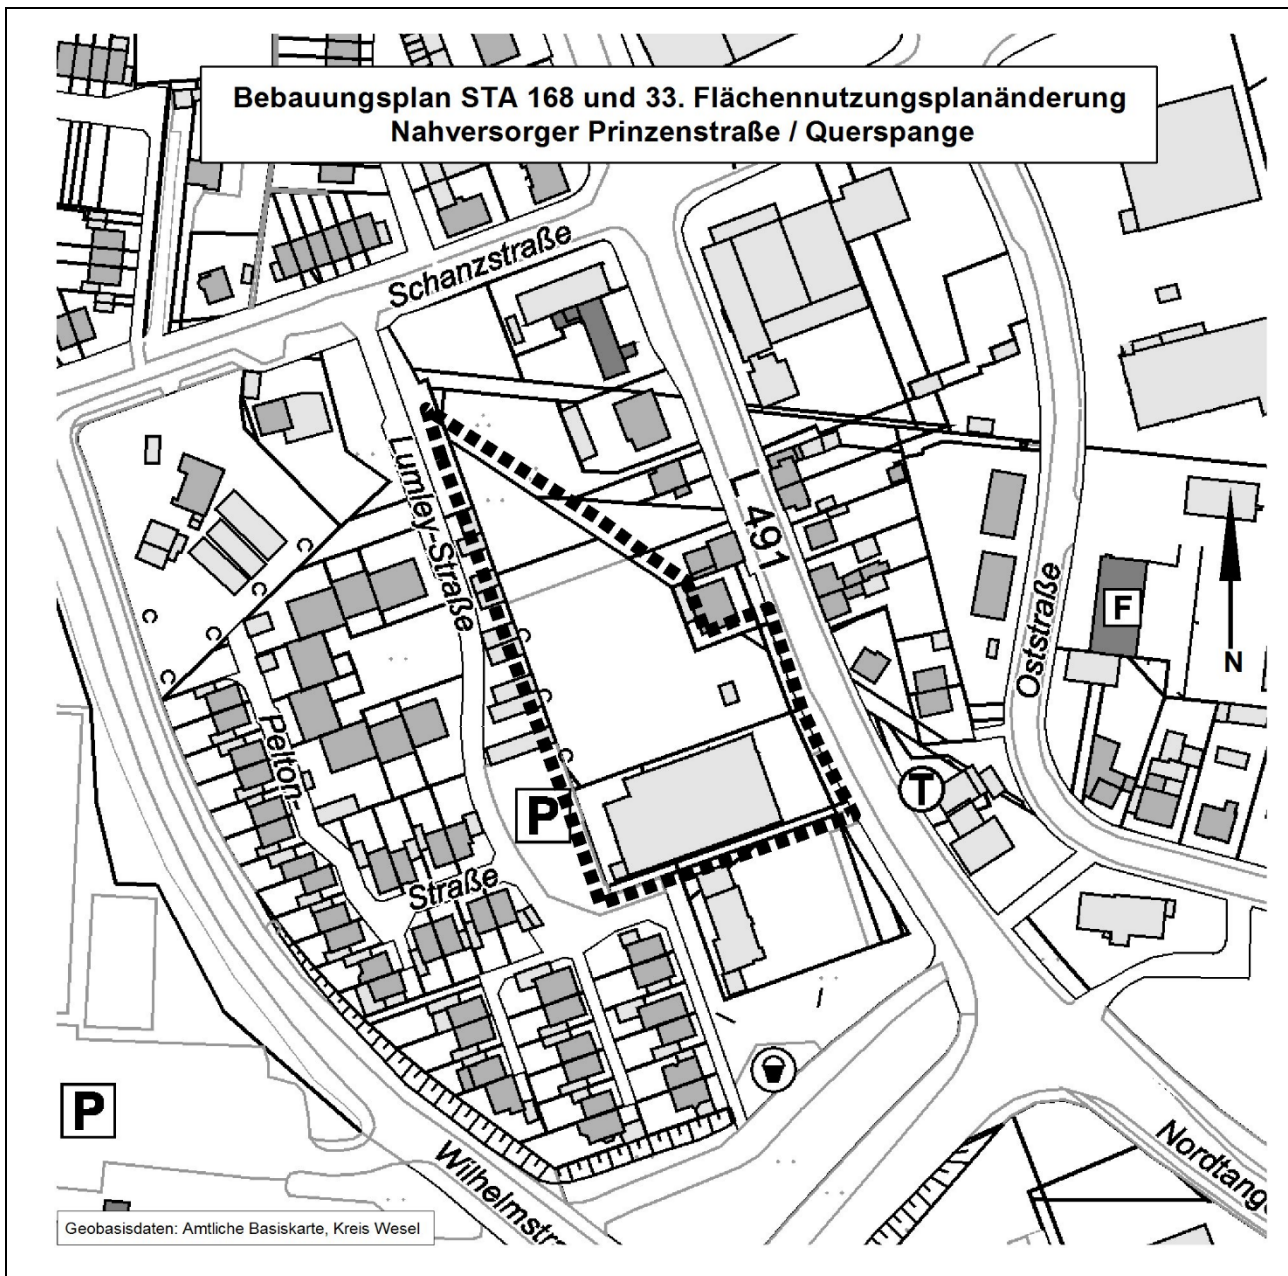 Bebauungsplan STA 168 und 33. Flächennutzungsplanänderung
Nahversorger Prinzenstraße / Querspange
Schanzstraße
Lumley-Straße
491
Oststraße
F
N
Pelton-
Straße
P
T
i
P
Wilhelmstr
Nordtang
Geobasisdaten: Amtliche Basiskarte, Kreis Wesel